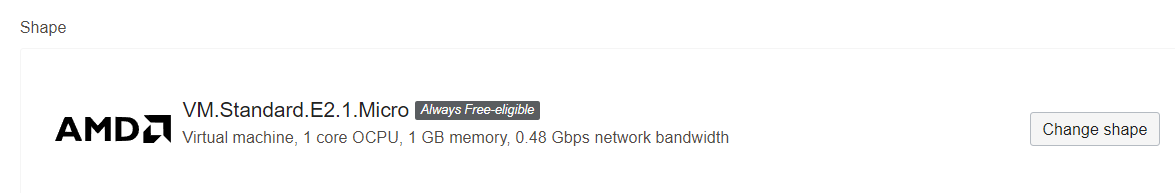 Shape
VM.Standard.E2.1.Micro Always Free-eligible
AMD
Virtual machine, 1 core OCPU, 1 GB memory, 0.48 Gbps network bandwidth
Change shape